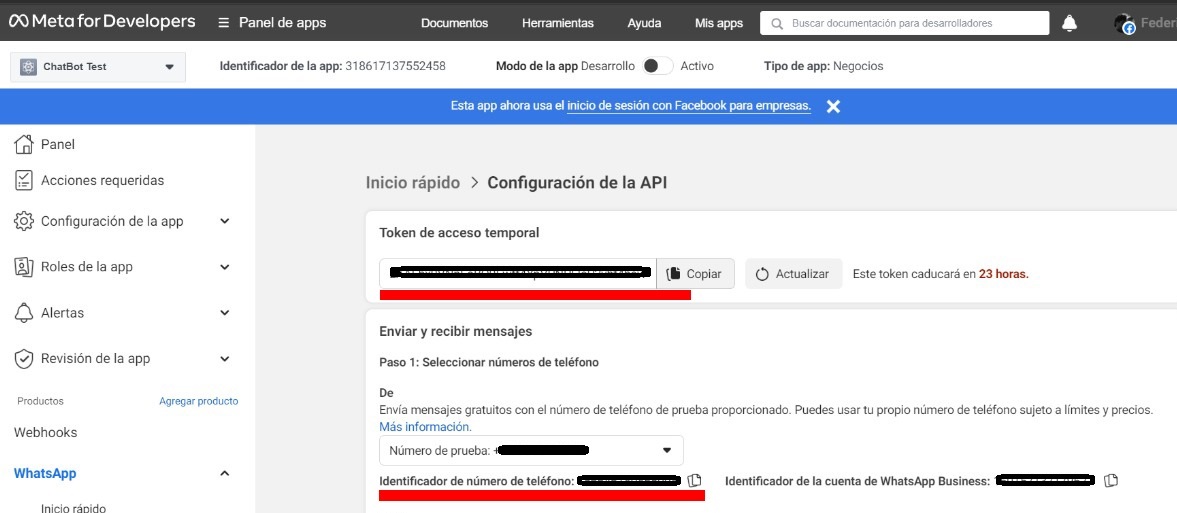 Meta for Developers
Panel de apps
Documentos
Herramientas
Ayuda
Mis apps
Buscar documentación para desarrolladores
Feder
ChatBot Test
Identificador de la app: 318617137552458
Modo de la app Desarrollo
Activo
Tipo de app: Negocios
Esta app ahora usa el inicio de sesión con Facebook para empresas.
Panel
Acciones requeridas
Configuración de la app
Roles de la app
Alertas
Revisión de la app
Productos
Agregar producto
Webhooks
WhatsApp
Inicio rápido
Inicio rápido > Configuración de la API
Token de acceso temporal
Copiar
Actualizar
Este token caducará en 23 horas.
Enviar y recibir mensajes
Paso 1: Seleccionar números de teléfono
De
Envía mensajes gratuitos con el número de teléfono de prueba proporcionado. Puedes usar tu propio número de teléfono sujeto a límites y precios.
Más información.
Número de prueba: +
Identificador de número de teléfono:
Identificador de la cuenta de WhatsApp Business: